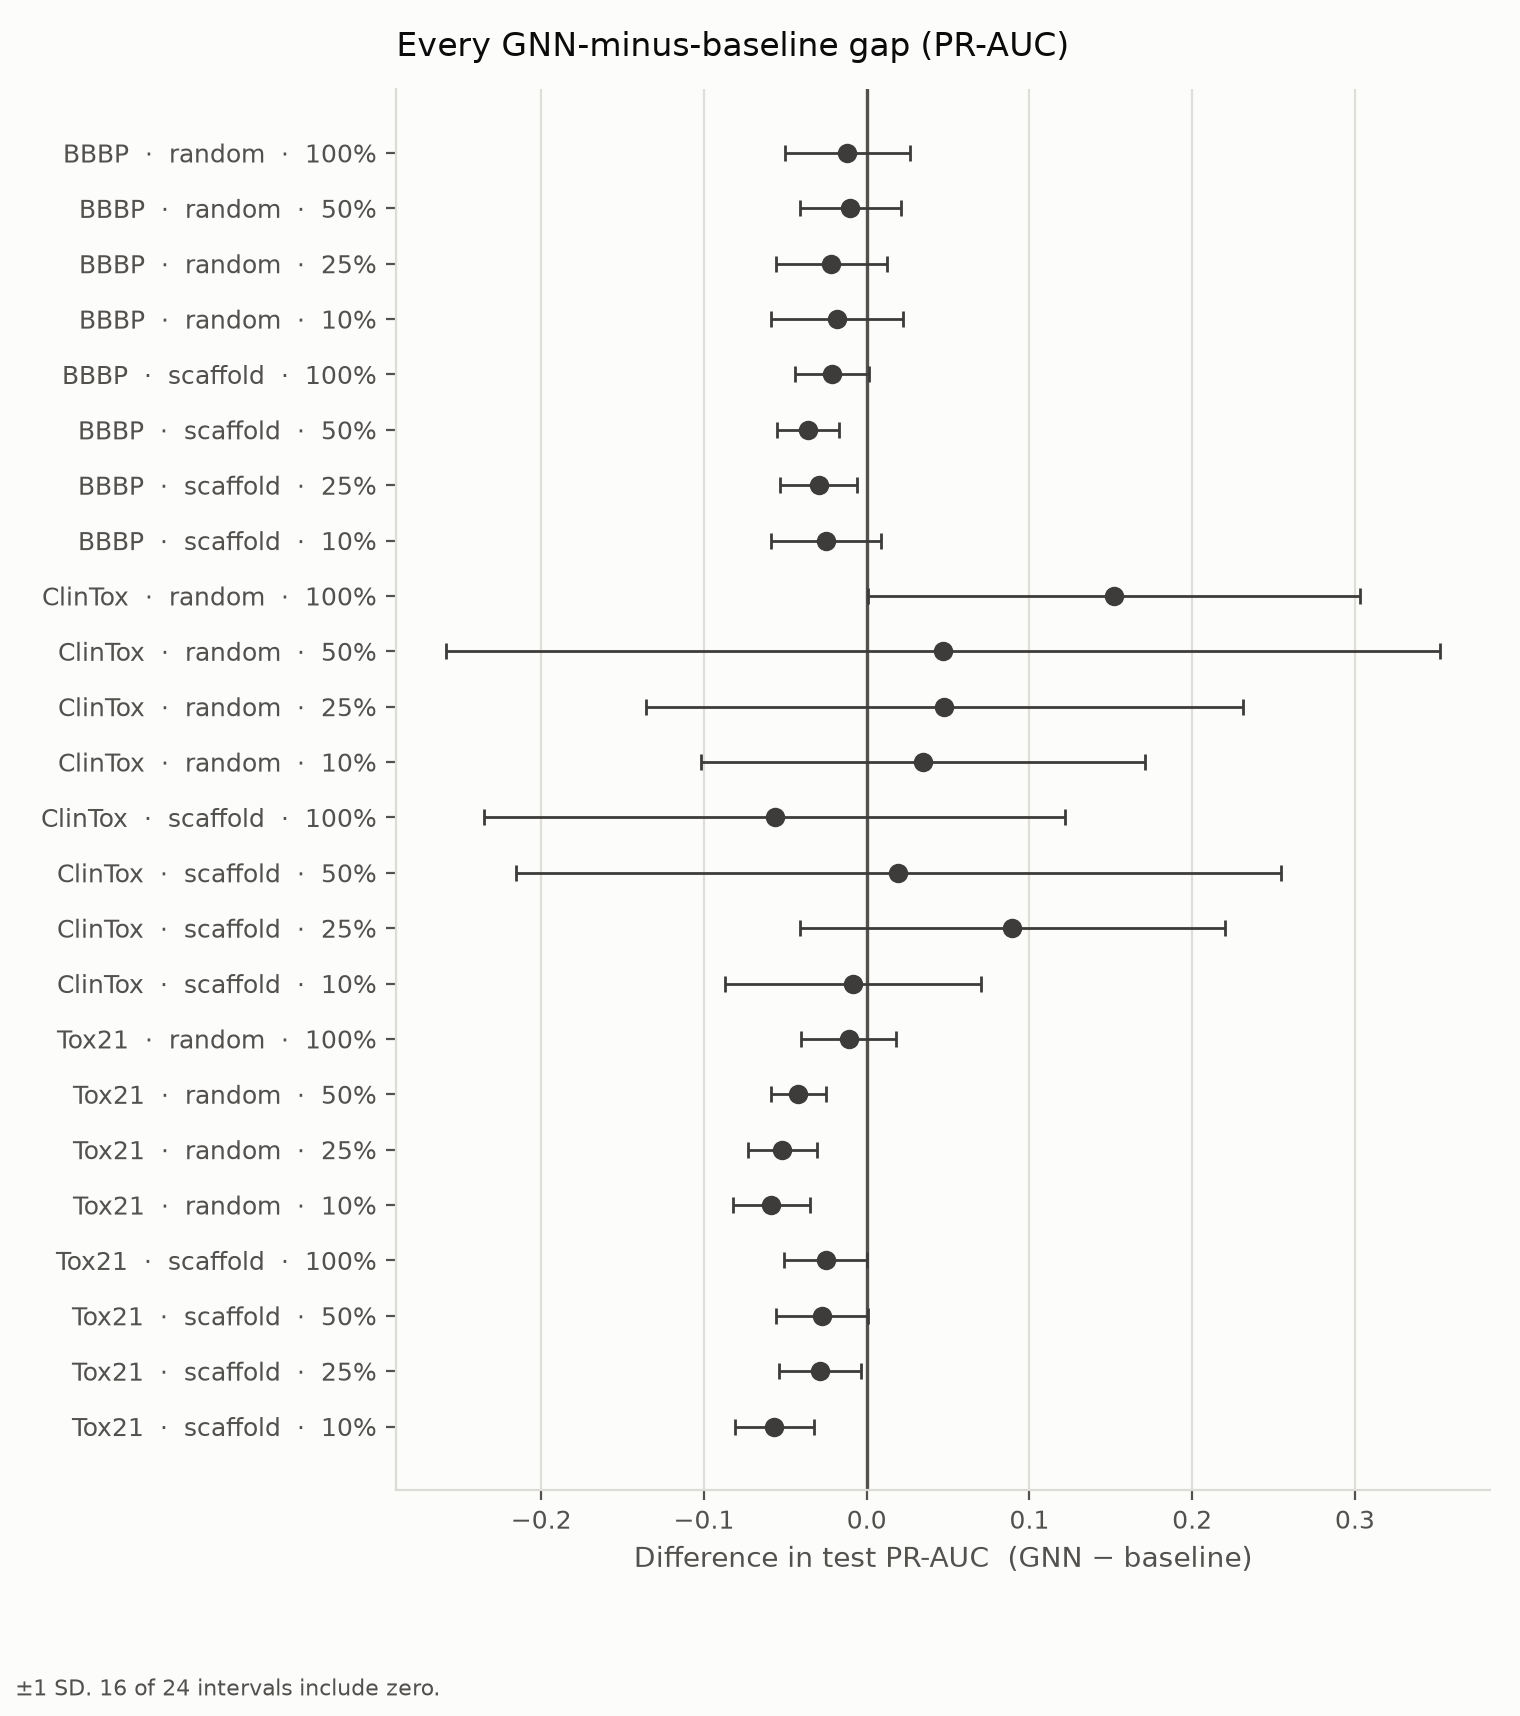 Every GNN-minus-baseline gap (PR-AUC)
BBBP · random · 100%
BBBP · random · 50%
BBBP · random · 25%
BBBP · random · 10%
BBBP · scaffold · 100%
BBBP · scaffold · 50%
BBBP · scaffold · 25%
BBBP · scaffold · 10%
ClinTox · random · 100%
ClinTox · random · 50%
ClinTox · random · 25%
ClinTox · random · 10%
ClinTox · scaffold · 100%
ClinTox · scaffold · 50%
ClinTox · scaffold · 25%
ClinTox · scaffold · 10%
Tox21 · random · 100%
Tox21 · random · 50%
Tox21 · random · 25%
Tox21 · random · 10%
Tox21 · scaffold · 100%
Tox21 · scaffold · 50%
Tox21 · scaffold · 25%
Tox21 · scaffold · 10%
−0.2 −0.1 0.0 0.1 0.2 0.3
Difference in test PR-AUC (GNN − baseline)
±1 SD. 16 of 24 intervals include zero.